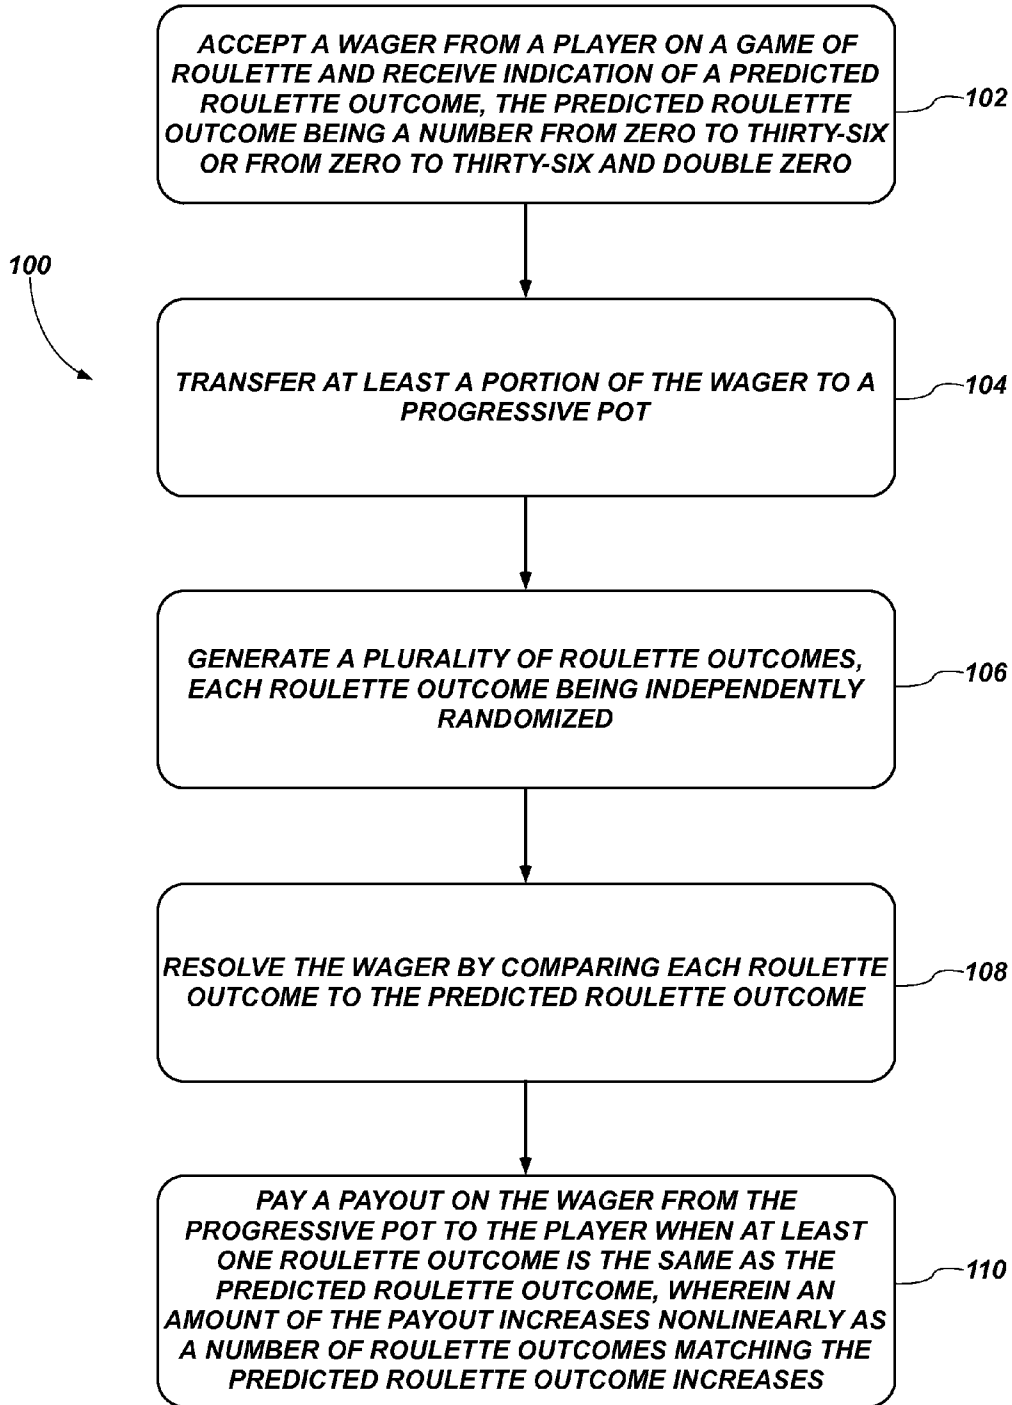 ACCEPT A WAGER FROM A PLAYER ON A GAME OF
ROULETTE AND RECEIVE INDICATION OF A PREDICTED
ROULETTE OUTCOME, THE PREDICTED ROULETTE
OUTCOME BEING A NUMBER FROM ZERO TO THIRTY-SIX
OR FROM ZERO TO THIRTY-SIX AND DOUBLE ZERO
102
100
TRANSFER AT LEAST A PORTION OF THE WAGER TO A
PROGRESSIVE POT
104
GENERATE A PLURALITY OF ROULETTE OUTCOMES,
EACH ROULETTE OUTCOME BEING INDEPENDENTLY
RANDOMIZED
106
RESOLVE THE WAGER BY COMPARING EACH ROULETTE
OUTCOME TO THE PREDICTED ROULETTE OUTCOME
108
PAY A PAYOUT ON THE WAGER FROM THE
PROGRESSIVE POT TO THE PLAYER WHEN AT LEAST
ONE ROULETTE OUTCOME IS THE SAME AS THE
PREDICTED ROULETTE OUTCOME, WHEREIN AN
AMOUNT OF THE PAYOUT INCREASES NONLINEARLY AS
A NUMBER OF ROULETTE OUTCOMES MATCHING THE
PREDICTED ROULETTE OUTCOME INCREASES
110